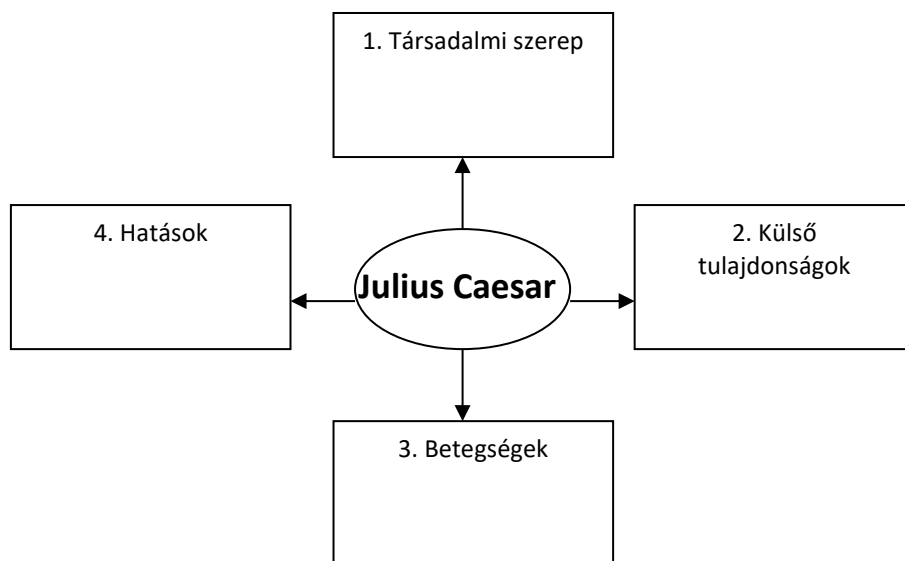 1. Társadalmi szerep
4. Hatások
2. Külső
tulajdonságok
Julius Caesar
3. Betegségek